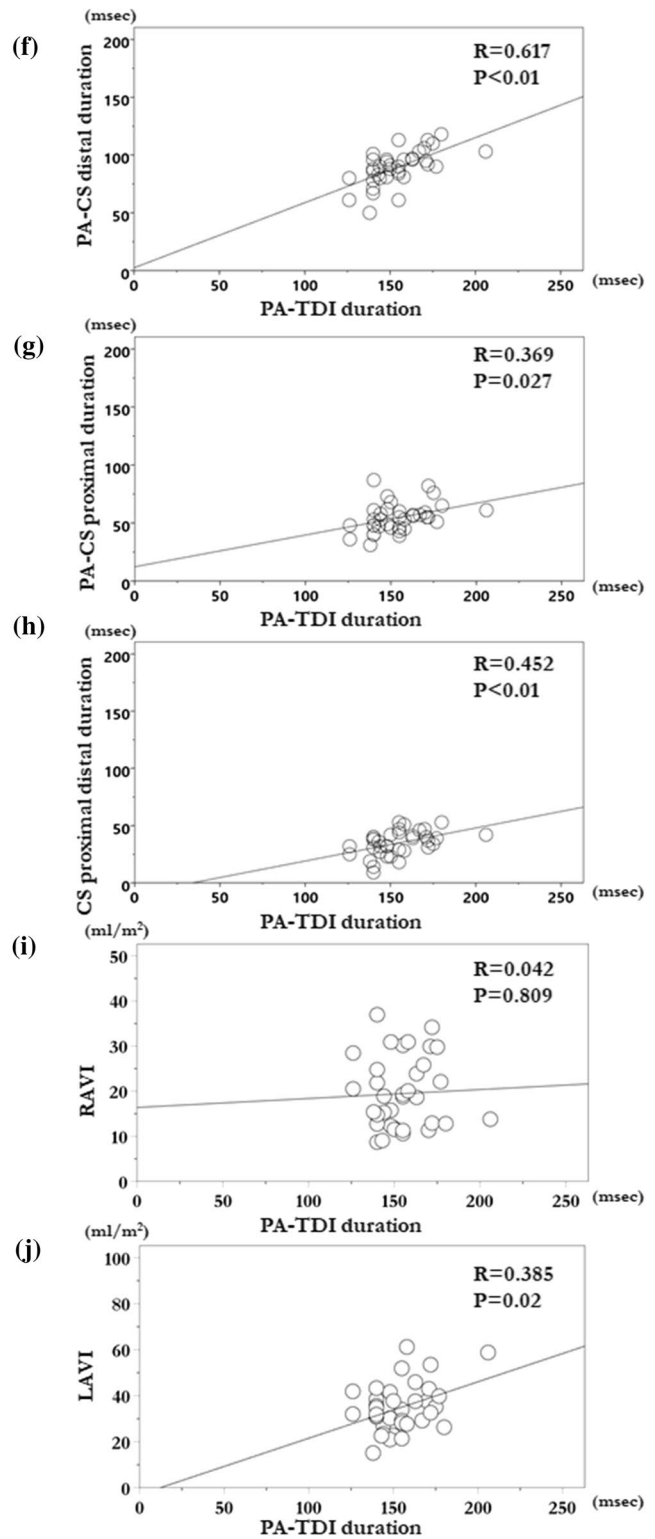 (f)
(msec)
PA-CS distal duration
200
150
100
50
0
R=0.617
P<0.01
0 50 100 150 200 250 (msec)
PA-TDI duration
(g)
(msec)
PA-CS proximal duration
200
150
100
50
0
R=0.369
P=0.027
0 50 100 150 200 250 (msec)
PA-TDI duration
(h)
(msec)
CS proximal distal duration
200
150
100
50
0
R=0.452
P<0.01
0 50 100 150 200 250 (msec)
PA-TDI duration
(i)
(ml/m²)
RAVI
50
40
30
20
10
0
R=0.042
P=0.809
0 50 100 150 200 250 (msec)
PA-TDI duration
(j)
(ml/m²)
LAVI
100
80
60
40
20
0
R=0.385
P=0.02
0 50 100 150 200 250 (msec)
PA-TDI duration